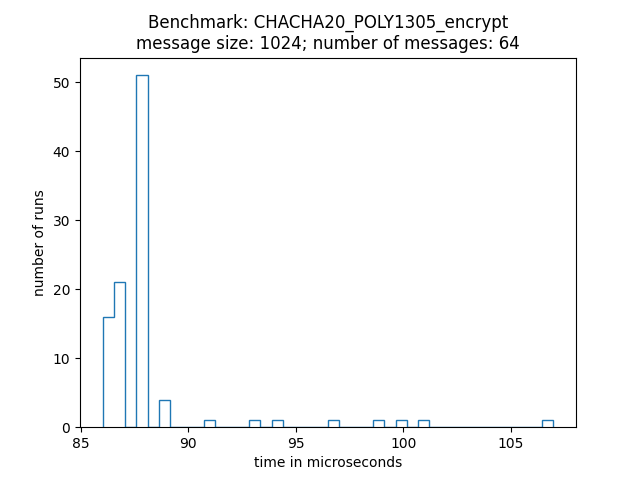 Benchmark: CHACHA20_POLY1305_encrypt
message size: 1024; number of messages: 64
50
40
30
20
10
0
number of runs
85 90 95 100 105
time in microseconds